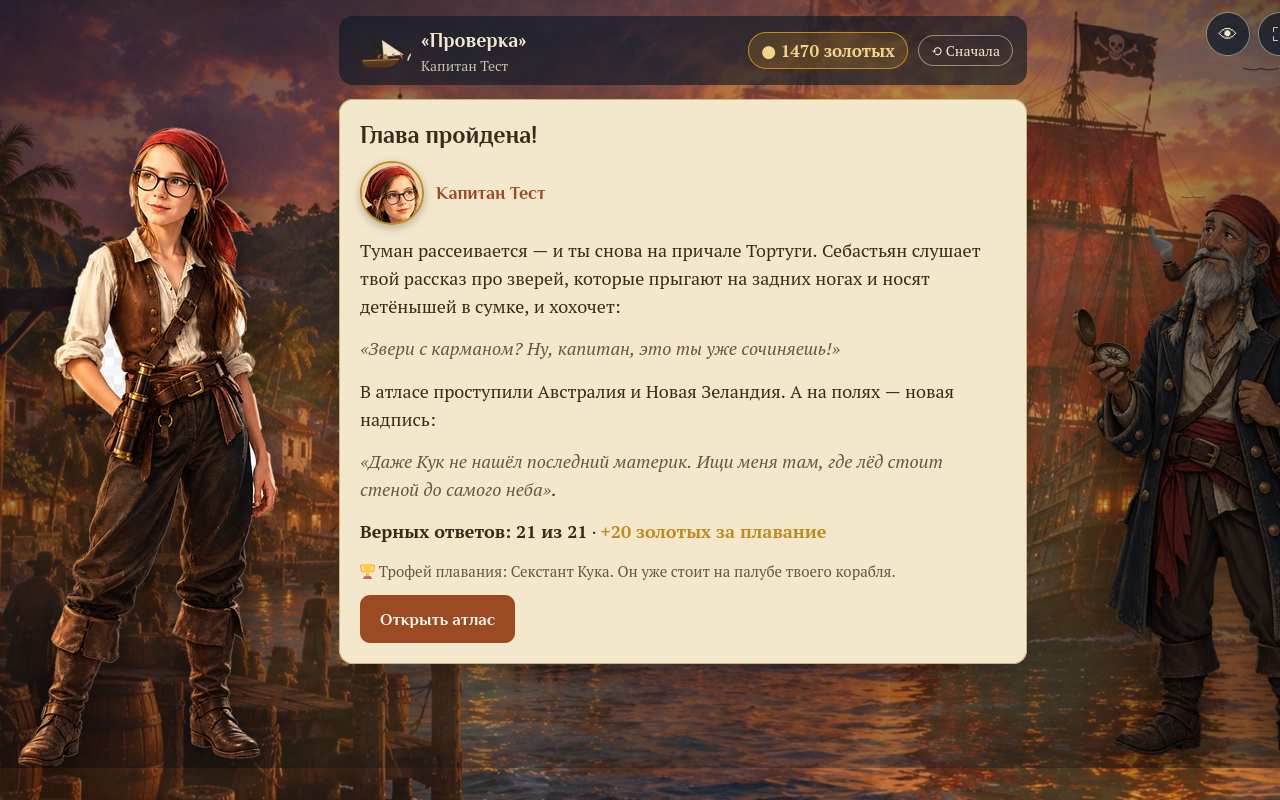 «Проверка»
Капитан Тест
1470 золотых
⟲ Сначала
Глава пройдена!
Капитан Тест
Туман рассеивается — и ты снова на причале Тортуги. Себастьян слушает
твой рассказ про зверей, которые прыгают на задних ногах и носят
детёнышей в сумке, и хохочет:
«Звери с карманом? Ну, капитан, это ты уже сочиняешь!»
В атласе проступили Австралия и Новая Зеландия. А на полях — новая
надпись:
«Даже Кук не нашёл последний материк. Ищи меня там, где лёд стоит
стеной до самого неба».
Верных ответов: 21 из 21 · +20 золотых за плавание
🏆 Трофей плавания: Секстант Кука. Он уже стоит на палубе твоего корабля.
Открыть атлас